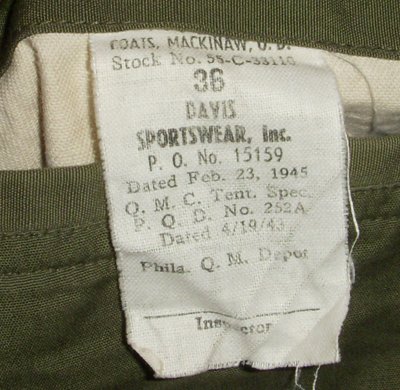 COATS, MACKINAW, O. D.
Stock No. 55-C-33110
36
DAVIS
SPORTSWEAR, Inc.
P. O. No. 15159
Dated Feb. 23, 1945
Q. M. C. Tent. Spec.
P. Q. D. No. 252A
Dated 4/19/43
Phila. Q. M. Depot
Inspector